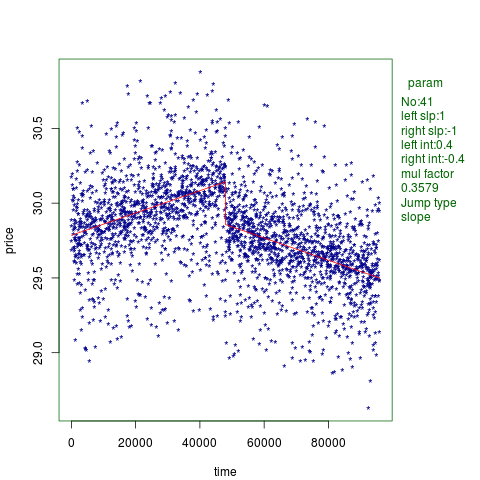 param
No:41
left slp:1
right slp:-1
left int:0.4
right int:-0.4
mul factor
0.3579
Jump type
slope
price
30.5
30.0
29.5
29.0
0 20000 40000 60000 80000
time